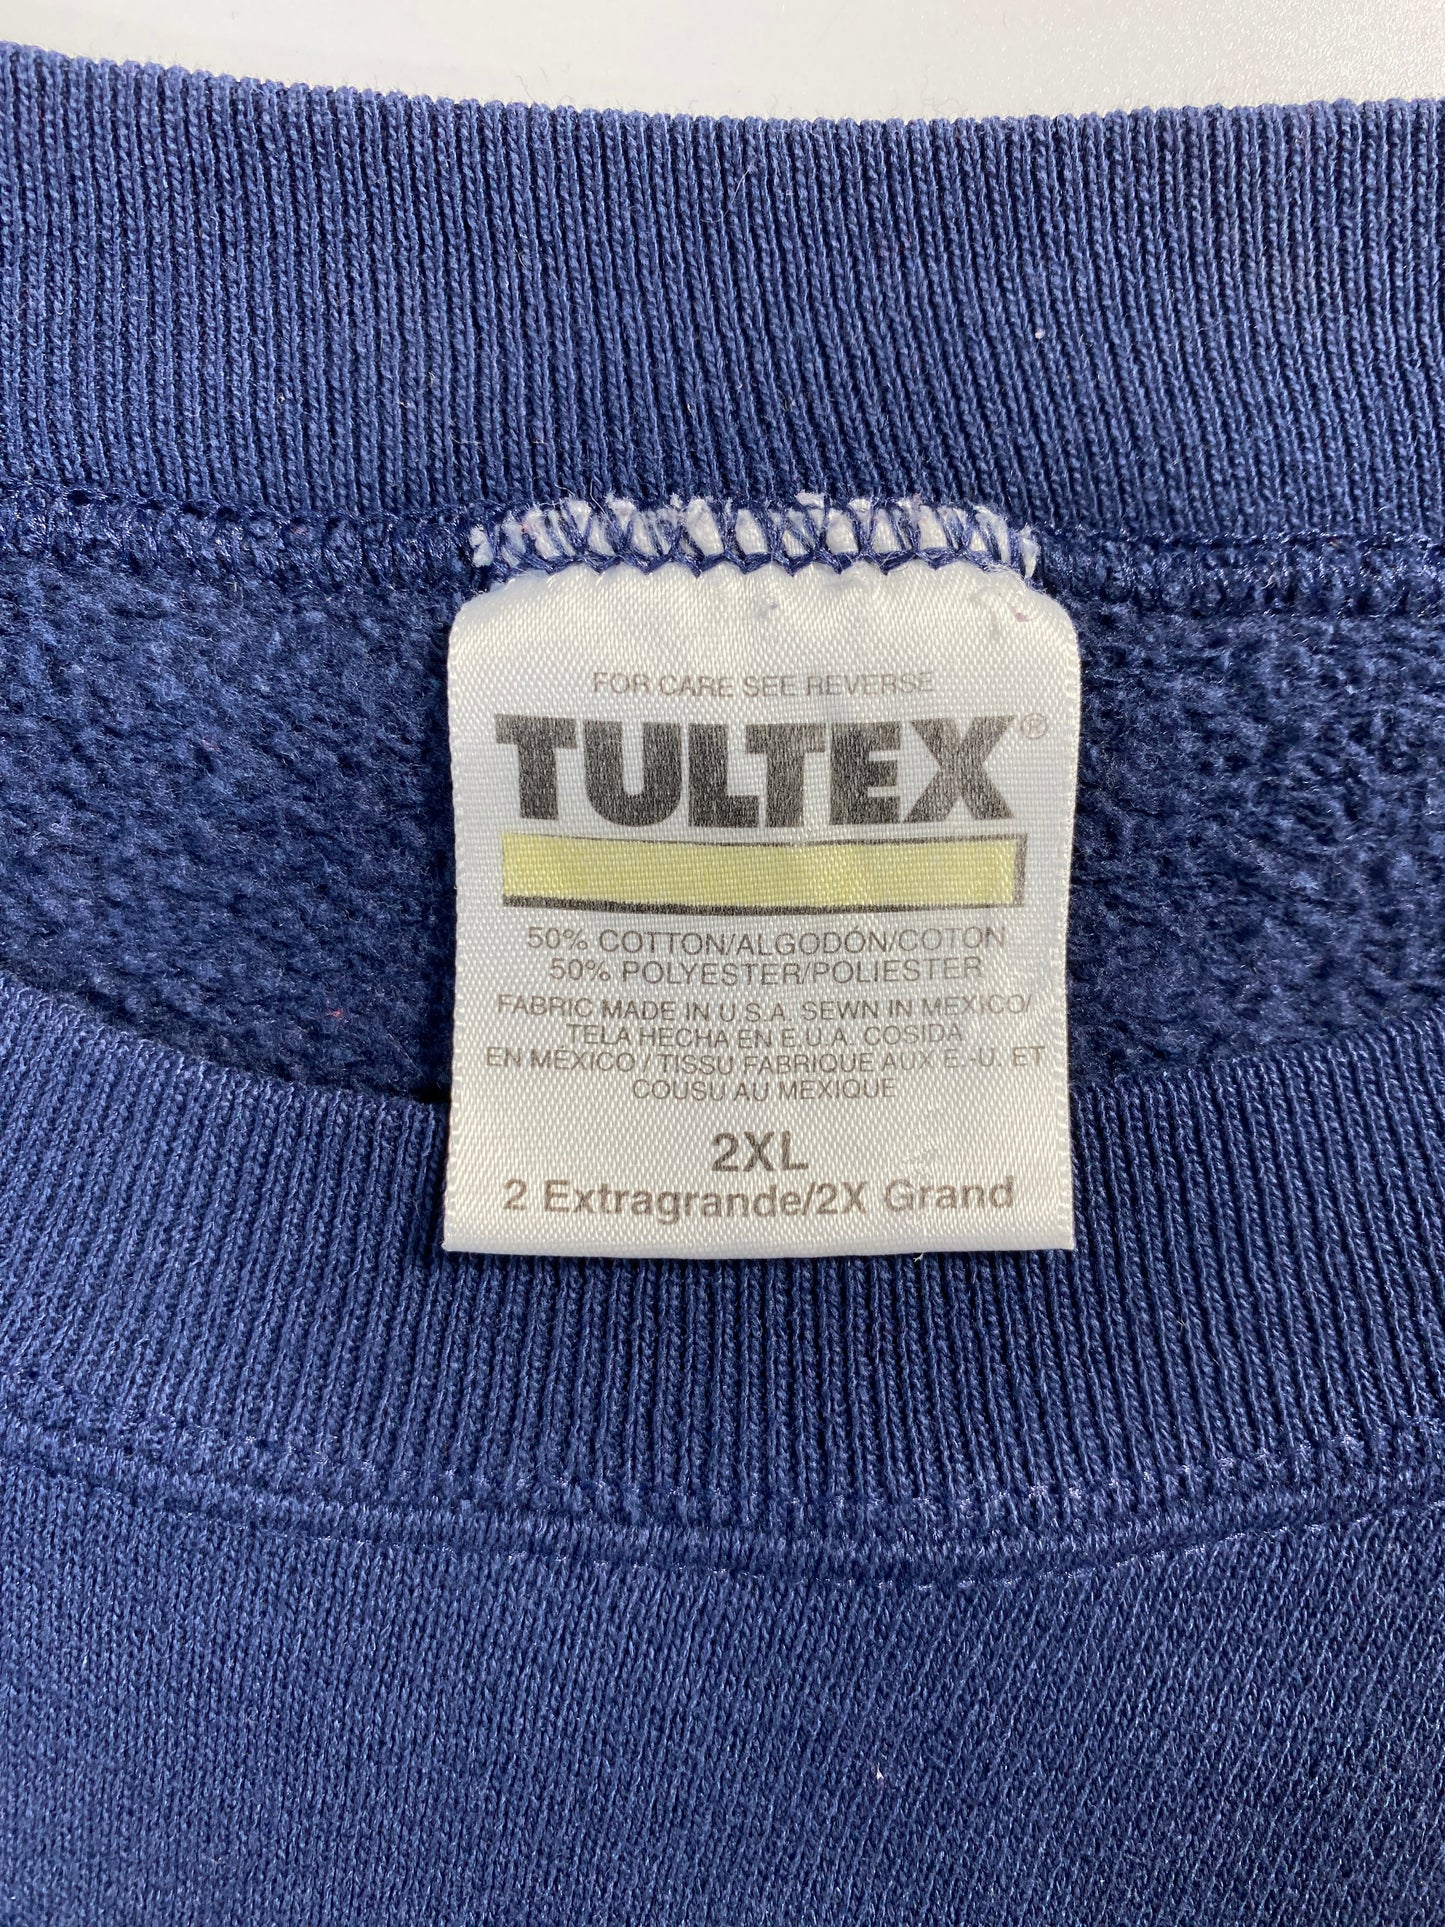 FOR CARE SEE REVERSE
TULTEX®
50% COTTON/ALGODÓN/COTON
50% POLYESTER/POLIESTER
FABRIC MADE IN U.S.A. SEWN IN MEXICO/
TELA HECHA EN E.U.A. COSIDA
EN MEXICO / TISSU FABRIQUE AUX E.-U. ET
COUSU AU MEXIQUE
2XL
2 Extragrande/2X Grand